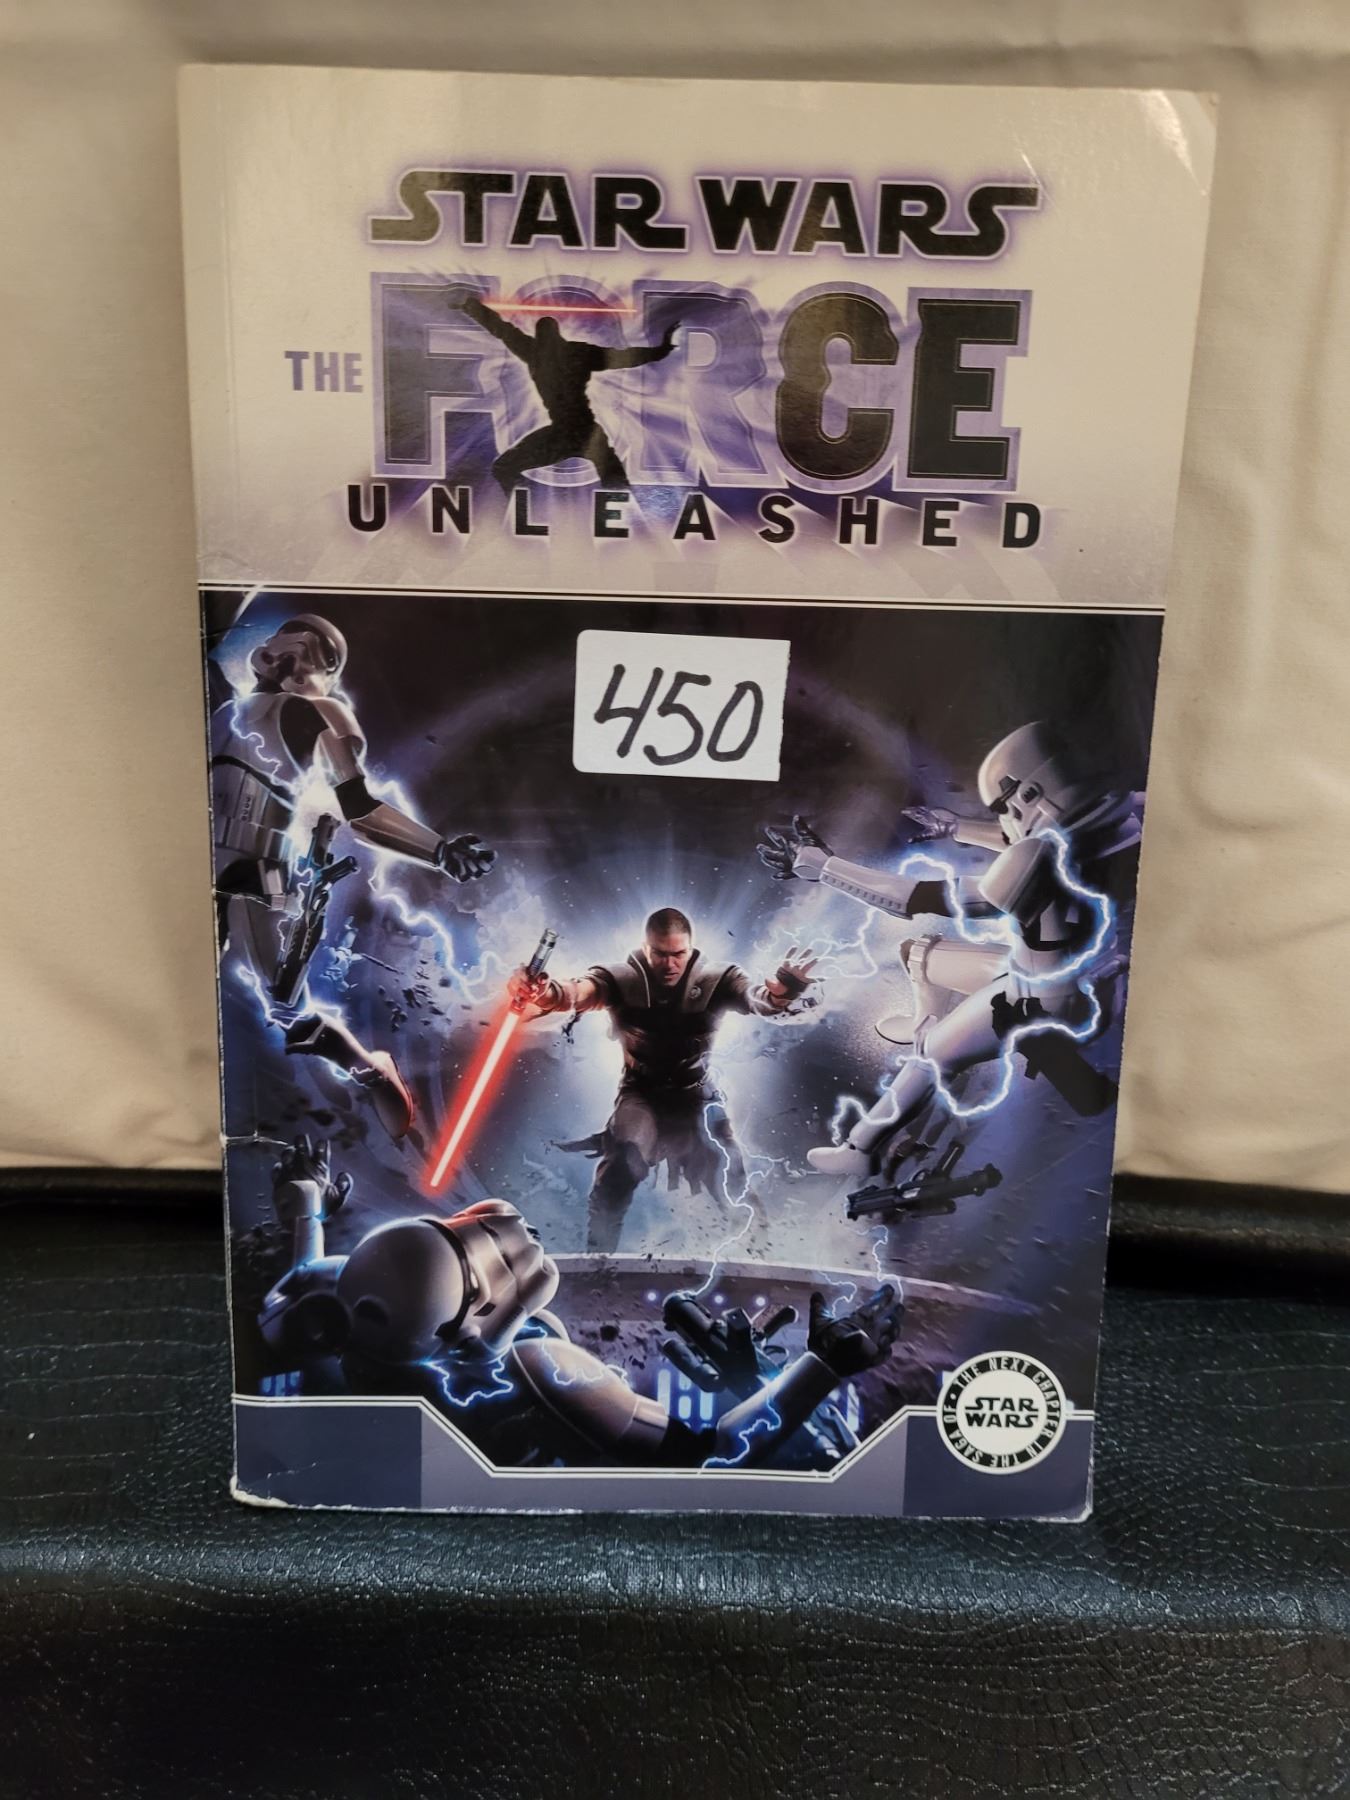 STAR WARS
THE FORCE
UNLEASHED
450
THE NEXT CHAPTER IN THE SAGA OF •
STAR
WARS